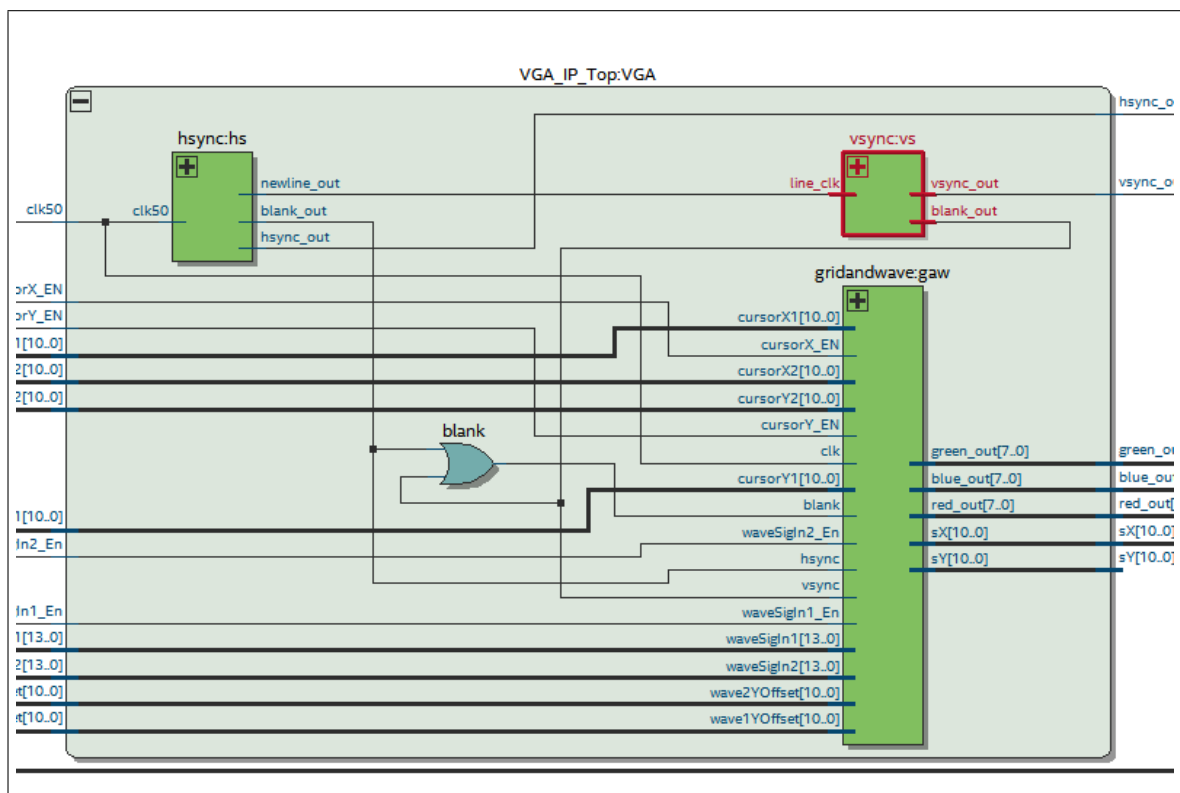 VGA_IP_Top:VGA
hsync_o
hsync:hs
vsync:vs
newline_out
line_clk
vsync_out
vsync_o
clk50
clk50
blank_out
blank_out
hsync_out
gridandwave:gaw
orX_EN
cursorX1[10..0]
orY_EN
1[10..0]
cursorX_EN
2[10..0]
cursorX2[10..0]
2[10..0]
cursorY2[10..0]
cursorY_EN
blank
clk
green_out[7..0]
green_ou
cursorY1[10..0]
blue_out[7..0]
blue_out
blank
red_out[7..0]
red_out[
1[10..0]
waveSigIn2_En
sX[10..0]
sX[10..0]
In2_En
hsync
sY[10..0]
sY[10..0]
vsync
In1_En
waveSigIn1_En
1[13..0]
waveSigIn1[13..0]
2[13..0]
waveSigIn2[13..0]
et[10..0]
wave2YOffset[10..0]
et[10..0]
wave1YOffset[10..0]